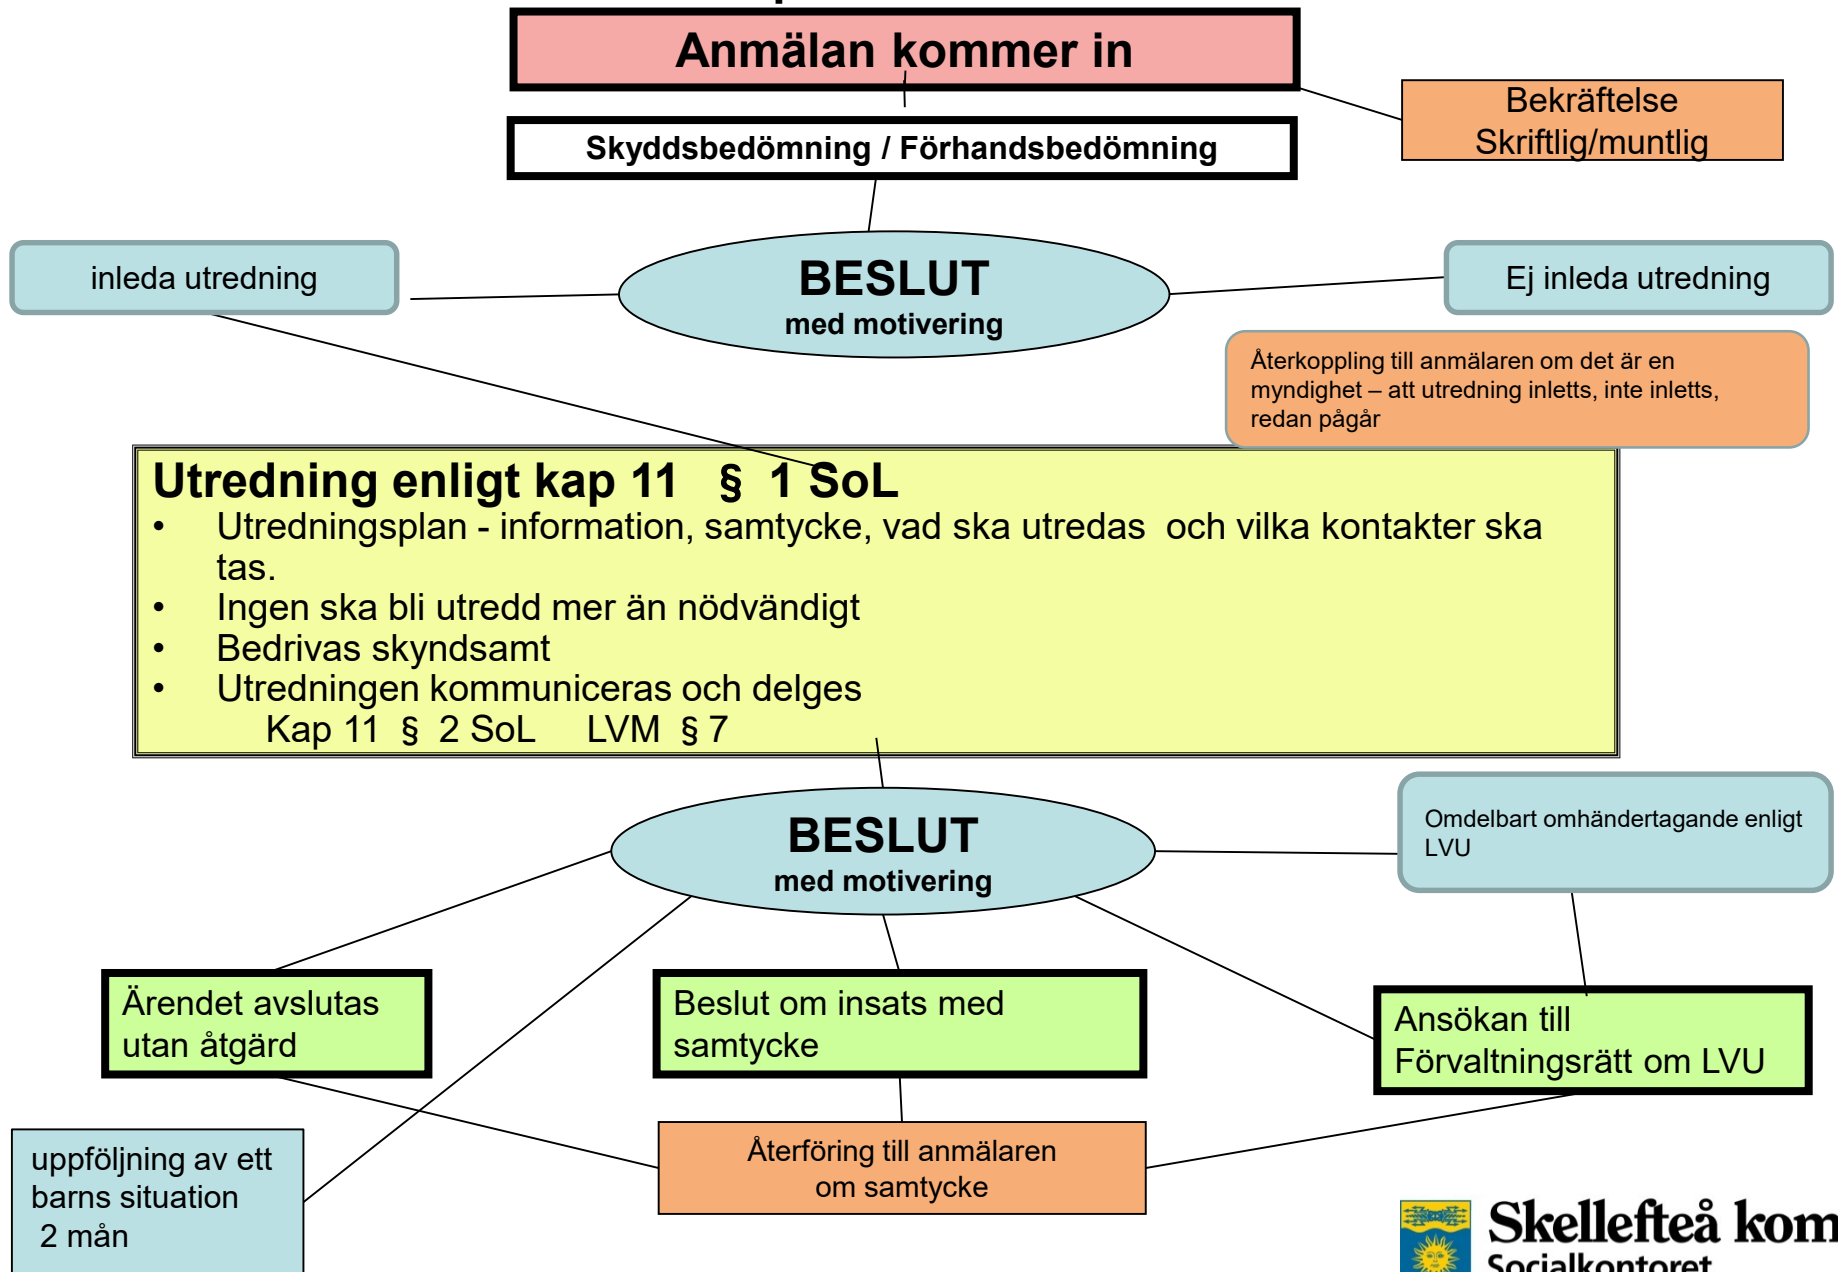 Anmälan kommer in
Bekräftelse
Skriftlig/muntlig
Skyddsbedömning / Förhandsbedömning
inleda utredning
BESLUT
med motivering
Ej inleda utredning
Återkoppling till anmälaren om det är en
myndighet – att utredning inletts, inte inletts,
redan pågår
Utredning enligt kap 11 § 1 SoL
• Utredningsplan - information, samtycke, vad ska utredas och vilka kontakter ska
tas.
• Ingen ska bli utredd mer än nödvändigt
• Bedrivas skyndsamt
• Utredningen kommuniceras och delges
Kap 11 § 2 SoL LVM § 7
BESLUT
med motivering
Omdelbart omhändertagande enligt
LVU
Ärendet avslutas
utan åtgärd
Beslut om insats med
samtycke
Ansökan till
Förvaltningsrätt om LVU
uppföljning av ett
barns situation
2 mån
Återföring till anmälaren
om samtycke
Skellefteå kom
Socialkontoret